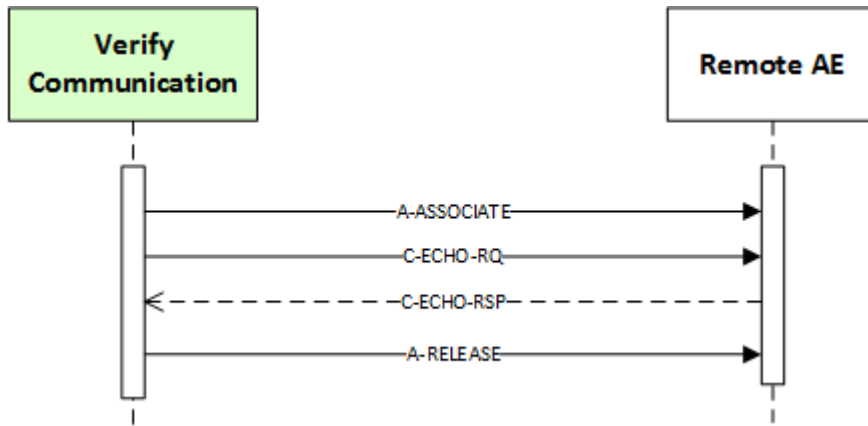 Verify
Communication
Remote AE
A-ASSOCIATE
C-ECHO-RQ
C-ECHO-RSP
A-RELEASE